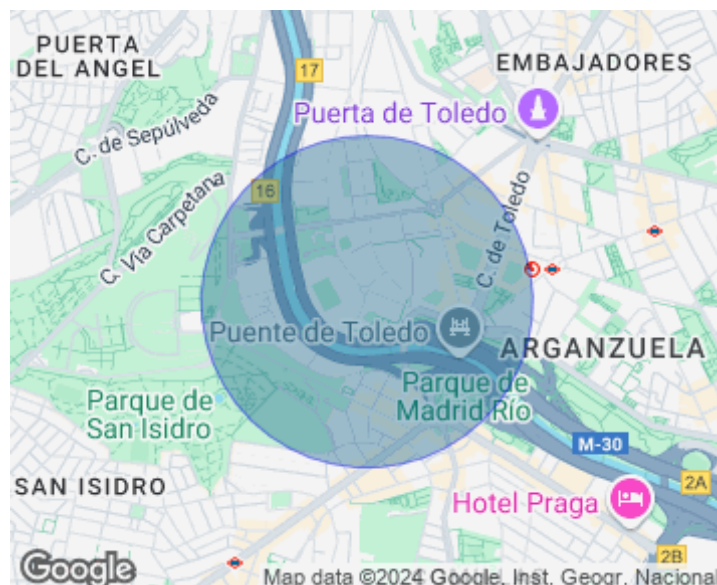 PUERTA
DEL ANGEL
17
EMBAJADORES
Puerta de Toledo
C. de Sepúlveda
16
C. Vía Carpetana
C. de Toledo
Puente de Toledo
ARGANZUELA
Parque de
Madrid Río
Parque de
San Isidro
M-30
SAN ISIDRO
2A
Hotel Praga
2B
Google
Map data ©2024 Google, Inst. Geogr. Nacional